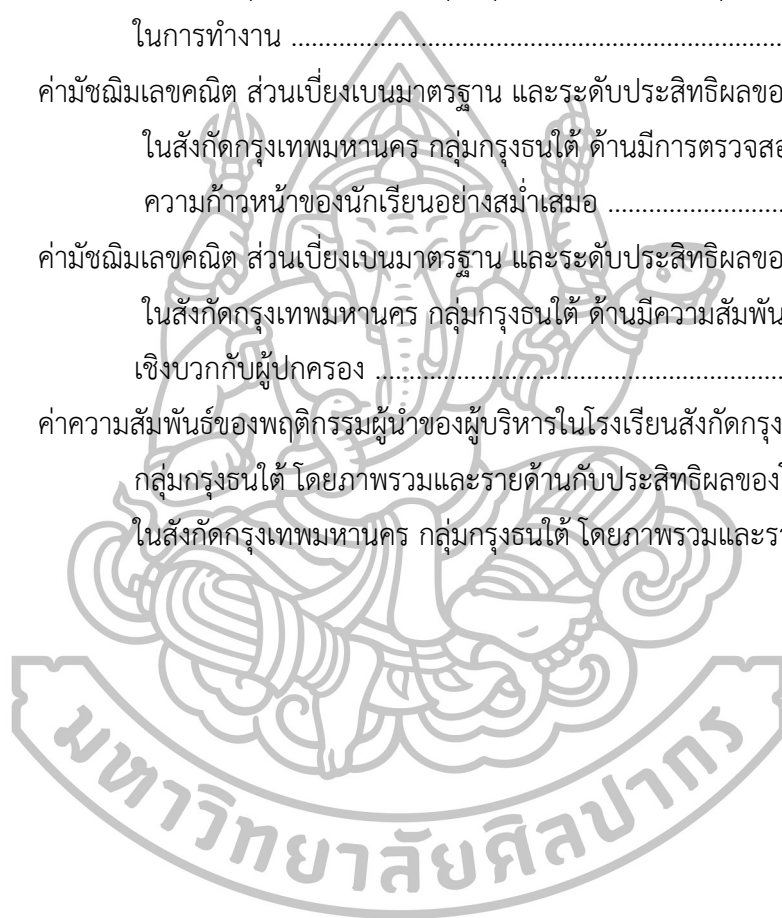 ในการทำงาน ........................................................................
ค่ามัชฌิมเลขคณิต ส่วนเบี่ยงเบนมาตรฐาน และระดับประสิทธิผลขอ
ในสังกัดกรุงเทพมหานคร กลุ่มกรุงธนใต้ ด้านมีการตรวจสอ
ความก้าวหน้าของนักเรียนอย่างสม่ำเสมอ ..........................
ค่ามัชฌิมเลขคณิต ส่วนเบี่ยงเบนมาตรฐาน และระดับประสิทธิผลขอ
ในสังกัดกรุงเทพมหานคร กลุ่มกรุงธนใต้ ด้านมีความสัมพัน
เชิงบวกกับผู้ปกครอง ............................................................
ค่าความสัมพันธ์ของพฤติกรรมผู้นำของผู้บริหารในโรงเรียนสังกัดกรุง
กลุ่มกรุงธนใต้ โดยภาพรวมและรายด้านกับประสิทธิผลของ
ในสังกัดกรุงเทพมหานคร กลุ่มกรุงธนใต้ โดยภาพรวมและรา
มหาวิทยาลัยศิลปากร